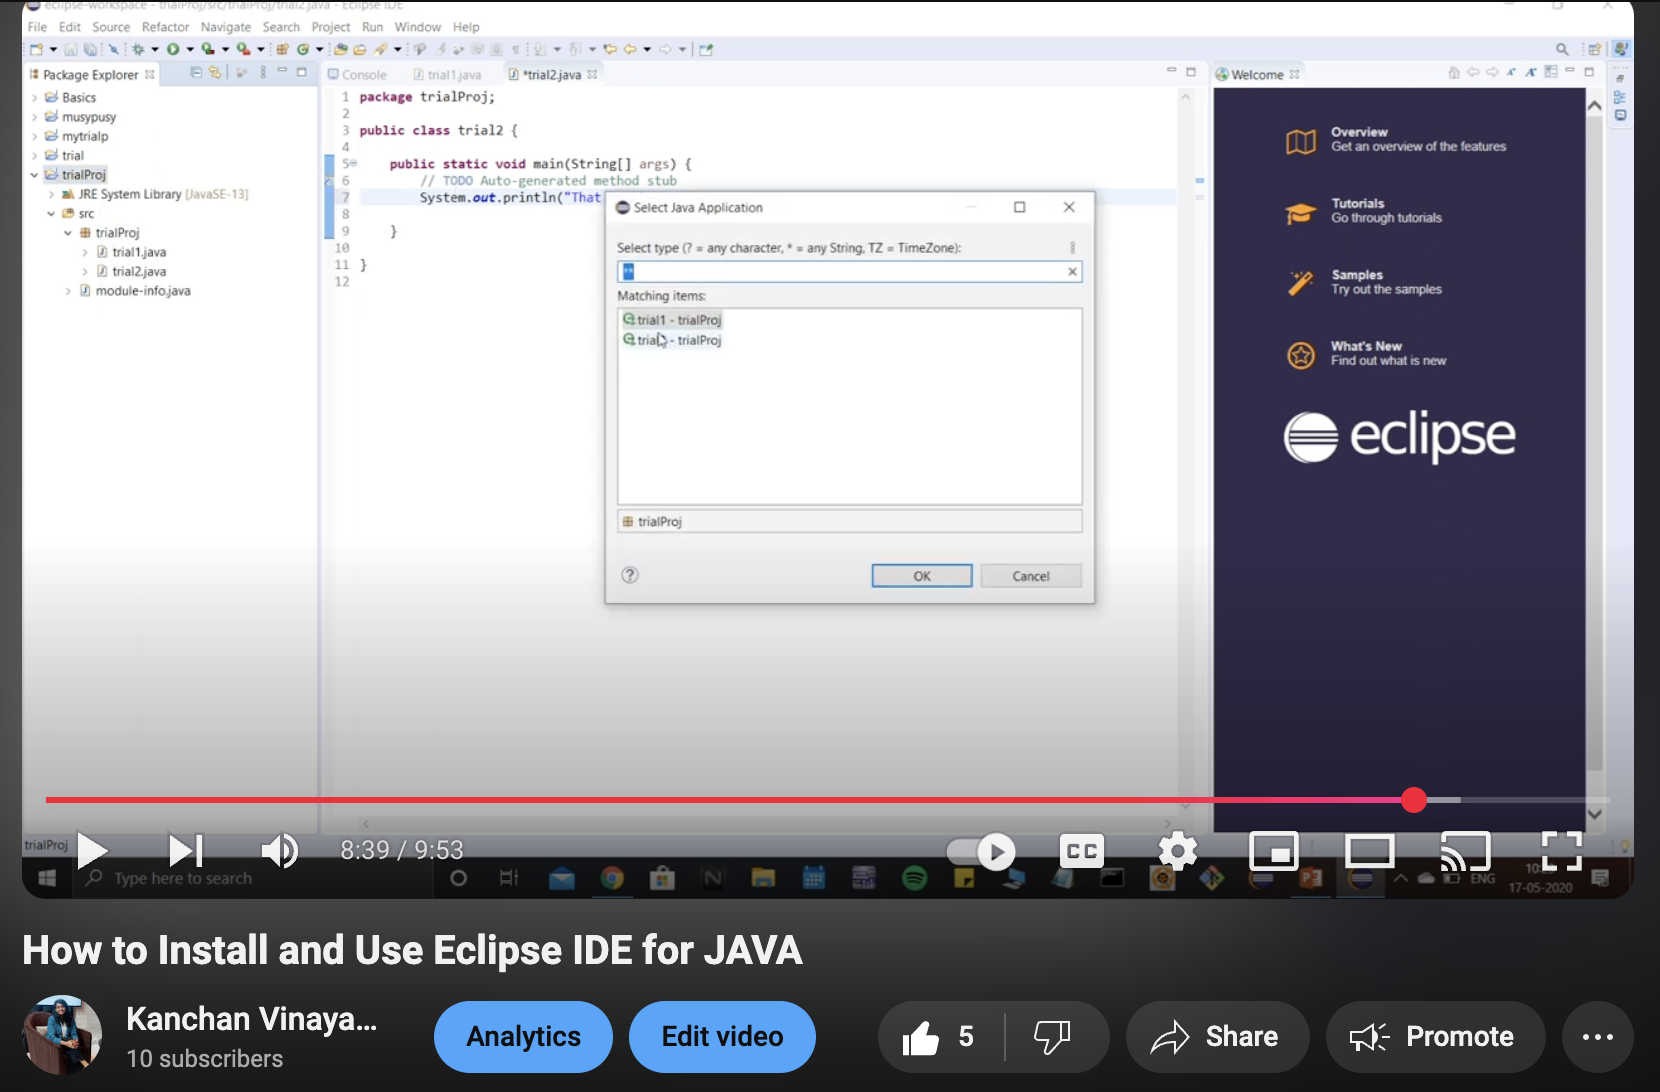 eclipse-workspace - trialProj/src/trialProj/trial2.java - Eclipse IDE
File Edit Source Refactor Navigate Search Project Run Window Help
Package Explorer
Console trial1.java *trial2.java
Welcome
Basics
musypusy
mytrialp
trial
trialProj
JRE System Library [JavaSE-13]
src
trialProj
trial1.java
trial2.java
module-info.java
1 package trialProj;
2
3 public class trial2 {
4
5 public static void main(String[] args) {
6 // TODO Auto-generated method stub
7 System.out.println("That
8
9 }
10
11 }
12
Select Java Application
Select type (? = any character, * = any String, TZ = TimeZone):
**
Matching items:
trial1 - trialProj
trial - trialProj
trialProj
OK Cancel
Overview
Get an overview of the features
Tutorials
Go through tutorials
Samples
Try out the samples
What's New
Find out what is new
eclipse
trialProj
8:39 / 9:53
CC
Type here to search
ENG
17-05-2020
How to Install and Use Eclipse IDE for JAVA
Kanchan Vinaya...
10 subscribers
Analytics
Edit video
5
Share
Promote